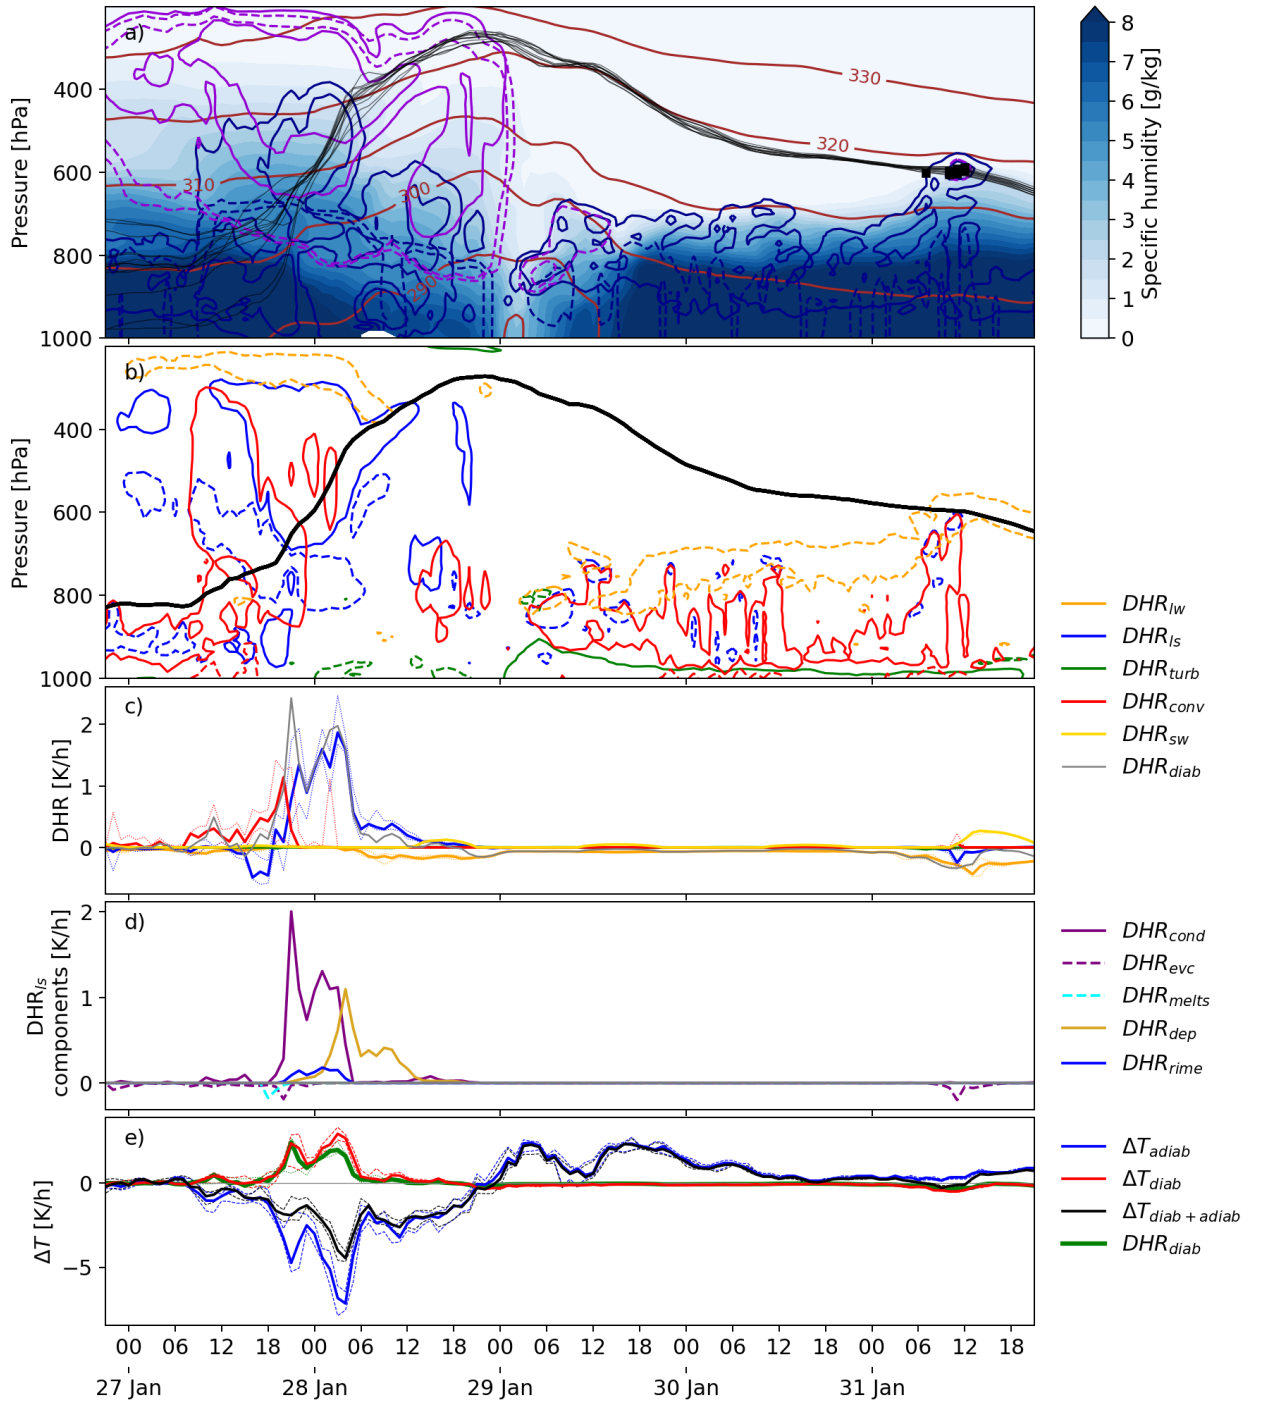 a)
330
320
310
300
290
400
600
800
1000
Pressure [hPa]
8
7
6
5
4
3
2
1
0
Specific humidity [g/kg]
b)
400
600
800
1000
Pressure [hPa]
DHR_lw
DHR_ls
DHR_turb
DHR_conv
DHR_sw
DHR_diab
c)
2
1
0
DHR [K/h]
d)
2
1
0
DHR_ls
components [K/h]
DHR_cond
DHR_evc
DHR_melts
DHR_dep
DHR_rime
e)
0
−5
ΔT [K/h]
ΔT_adiab
ΔT_diab
ΔT_diab+adiab
DHR_diab
00 06 12 18 00 06 12 18 00 06 12 18 00 06 12 18 00 06 12 18
27 Jan 28 Jan 29 Jan 30 Jan 31 Jan